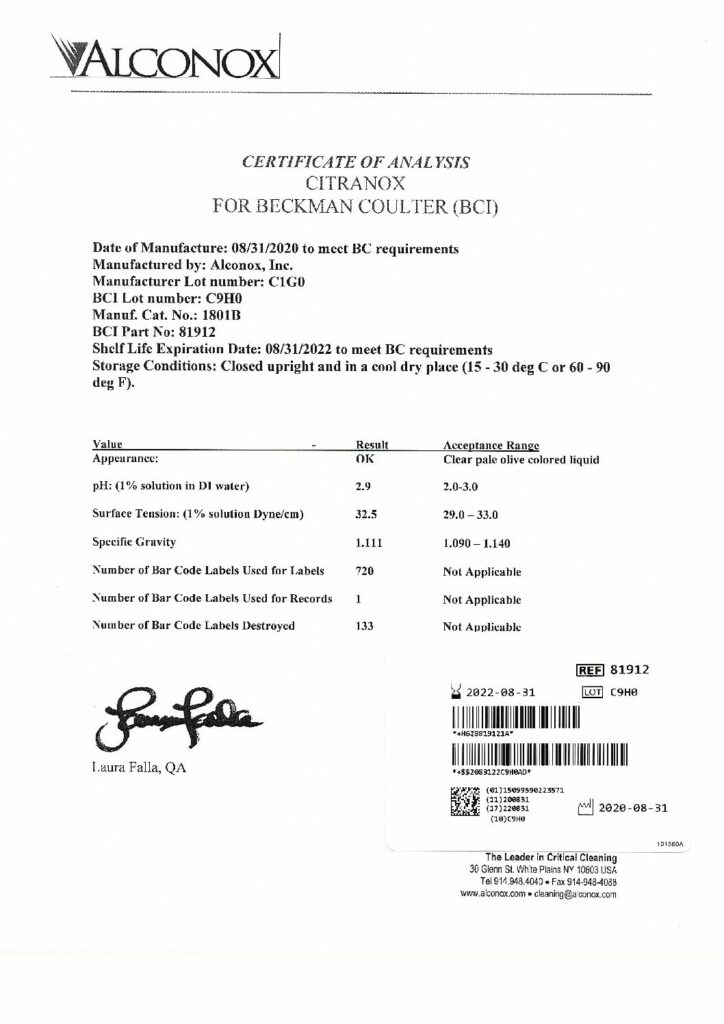 ALCONOX
CERTIFICATE OF ANALYSIS
CITRANOX
FOR BECKMAN COULTER (BCI)
Date of Manufacture: 08/31/2020 to meet BC requirements
Manufactured by: Alconox, Inc.
Manufacturer Lot number: C1G0
BCI Lot number: C9H0
Manuf. Cat. No.: 1801B
BCI Part No: 81912
Shelf Life Expiration Date: 08/31/2022 to meet BC requirements
Storage Conditions: Closed upright and in a cool dry place (15 - 30 deg C or 60 - 90
deg F).
Value - Result Acceptance Range
Appearance: OK Clear pale olive colored liquid
pH: (1% solution in DI water) 2.9 2.0-3.0
Surface Tension: (1% solution Dyne/cm) 32.5 29.0 – 33.0
Specific Gravity 1.111 1.090 – 1.140
Number of Bar Code Labels Used for Labels 720 Not Applicable
Number of Bar Code Labels Used for Records 1 Not Applicable
Number of Bar Code Labels Destroyed 133 Not Applicable
REF 81912
2022-08-31 LOT C9H0
*+H628819121A*
*+$$2083122C9H0AD*
(01)15099590223571
(11)200831
(17)220831
(10)C9H0
2020-08-31
Laura Falla
Laura Falla, QA
101560A
The Leader in Critical Cleaning
30 Glenn St. White Plains NY 10603 USA
Tel 914.948.4040 • Fax 914-948-4088
www.alconox.com • cleaning@alconox.com